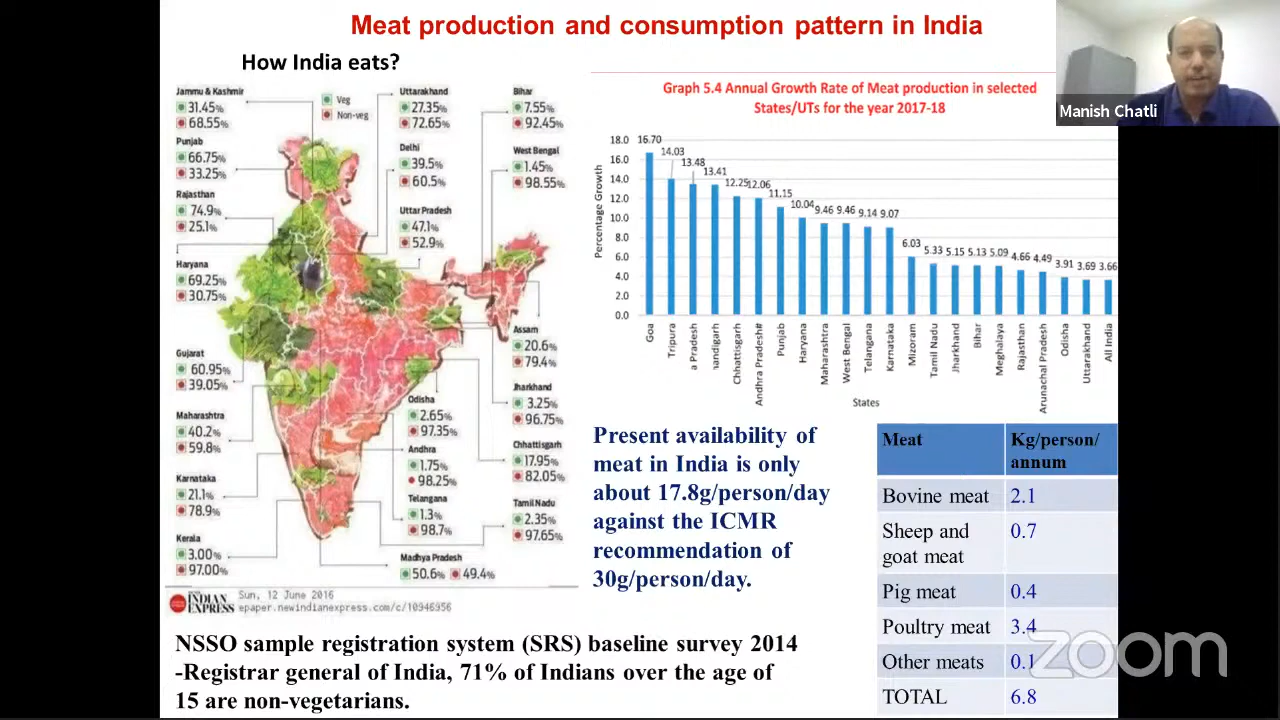 Meat production and consumption pattern in India
Manish Chatli
How India eats?
Veg
Non-veg
Jammu & Kashmir
31.45%
68.55%
Punjab
66.75%
33.25%
Rajasthan
74.9%
25.1%
Haryana
69.25%
30.75%
Gujarat
60.95%
39.05%
Maharashtra
40.2%
59.8%
Karnataka
21.1%
78.9%
Kerala
3.00%
97.00%
Uttarakhand
27.35%
72.65%
Delhi
39.5%
60.5%
Uttar Pradesh
47.1%
52.9%
Odisha
2.65%
97.35%
Andhra
1.75%
98.25%
Telangana
1.3%
98.7%
Madhya Pradesh
50.6% 49.4%
Bihar
7.55%
92.45%
West Bengal
1.45%
98.55%
Assam
20.6%
79.4%
Jharkhand
3.25%
96.75%
Chhattisgarh
17.95%
82.05%
Tamil Nadu
2.35%
97.65%
INDIAN
EXPRESS
Sun, 12 June 2016
epaper.newindianexpress.com/c/10946956
NSSO sample registration system (SRS) baseline survey 2014
-Registrar general of India, 71% of Indians over the age of
15 are non-vegetarians.
Graph 5.4 Annual Growth Rate of Meat production in selected
States/UTs for the year 2017-18
Percentage Growth
18.0
16.0
14.0
12.0
10.0
8.0
6.0
4.0
2.0
0.0
16.70
14.03
13.48
13.41
12.25
12.06
11.15
10.04
9.46
9.46
9.14
9.07
6.03
5.33
5.15
5.13
5.09
4.66
4.49
3.91
3.69
3.66
Goa
Tripura
a Pradesh
handigarh
Chhattisgarh
Andhra Pradesh#
Punjab
Haryana
Maharashtra
West Bengal
Telangana
Karnataka
Mizoram
Tamil Nadu
Jharkhand
Bihar
Meghalaya
Rajasthan
Arunachal Pradesh
Odisha
Uttarakhand
All India
States
Present availability of
meat in India is only
about 17.8g/person/day
against the ICMR
recommendation of
30g/person/day.
Meat Kg/person/
annum
Bovine meat 2.1
Sheep and 0.7
goat meat
Pig meat 0.4
Poultry meat 3.4
Other meats 0.1
TOTAL 6.8
zoom